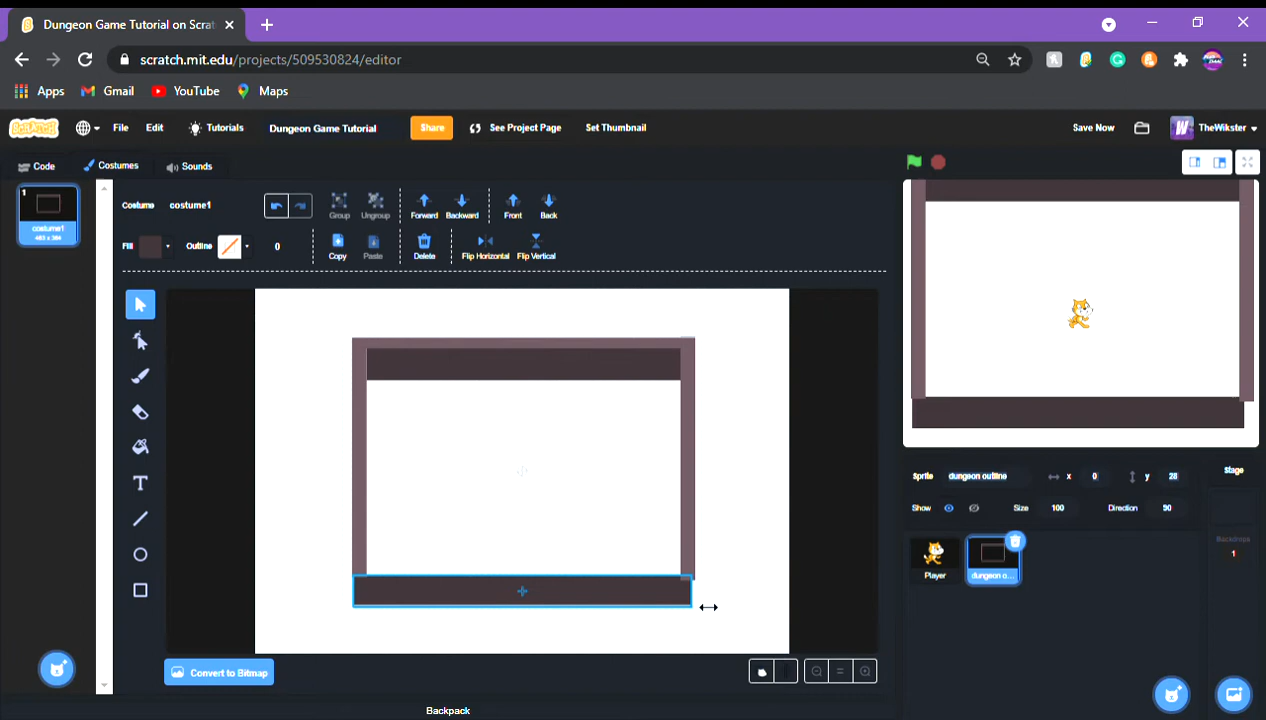 Dungeon Game Tutorial on Scrat
scratch.mit.edu/projects/509530824/editor
Apps Gmail YouTube Maps
SCRATCH File Edit Tutorials Dungeon Game Tutorial Share See Project Page Set Thumbnail Save Now TheWikster
Code Costumes Sounds
1
costume1
Costume costume1 Group Ungroup Forward Backward Front Back
Fill Outline 0 Copy Paste Delete Flip Horizontal Flip Vertical
T
Convert to Bitmap
Sprite dungeon outline x 0 y 28
Show Size 100 Direction 90
Player dungeon o...
Stage
Backdrops
1
Backpack